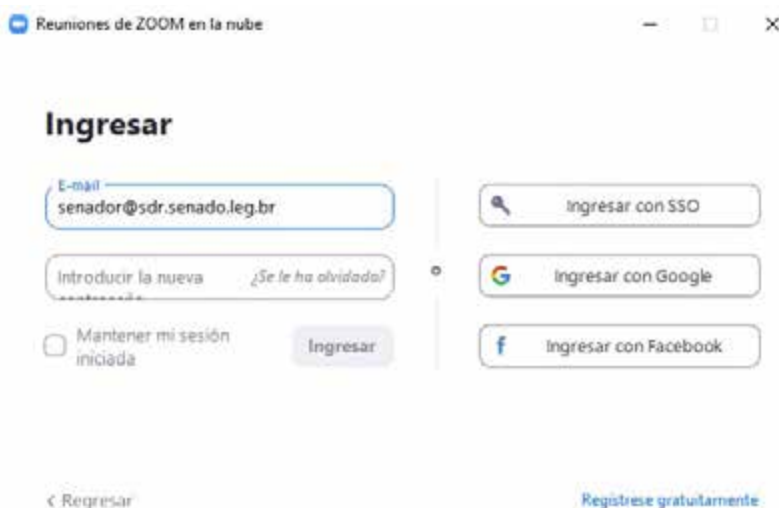 Reuniones de ZOOM en la nube
Ingresar
E-mail
senador@sdr.senado.leg.br
Introducir la nueva
¿Se le ha olvidado?
Mantener mi sesión
iniciada
Ingresar
o
Ingresar con SSO
Ingresar con Google
Ingresar con Facebook
< Regresar
Regístrese gratuitamente